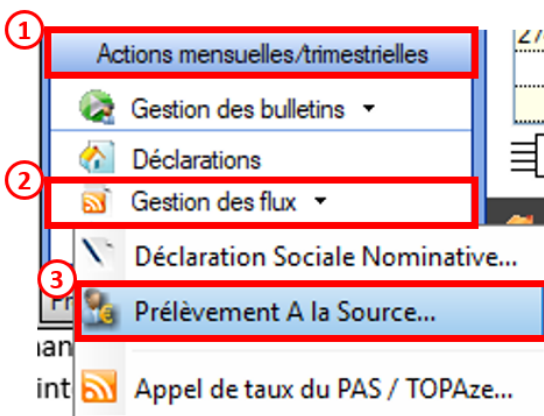 1
Actions mensuelles/trimestrielles
Gestion des bulletins
Déclarations
2
Gestion des flux
Déclaration Sociale Nominative...
3
Prélèvement A la Source...
int
Appel de taux du PAS / TOPAze...